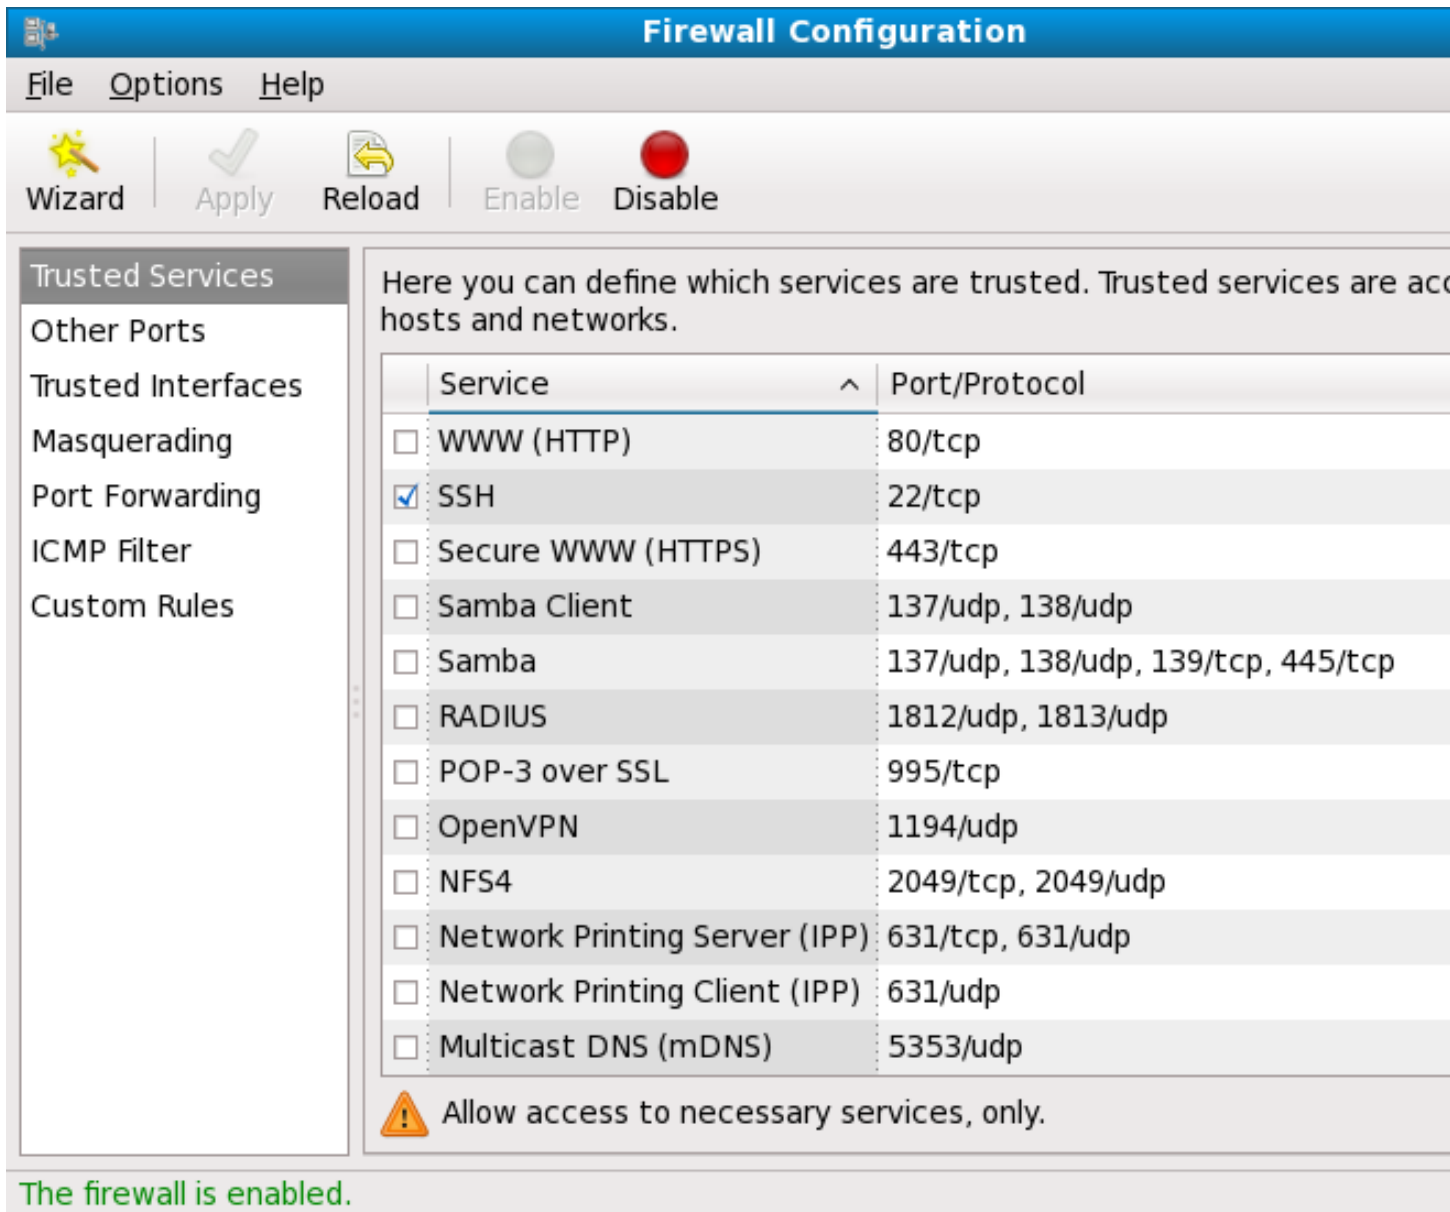 Firewall Configuration
File Options Help
Wizard Apply Reload Enable Disable
Trusted Services
Other Ports
Trusted Interfaces
Masquerading
Port Forwarding
ICMP Filter
Custom Rules
Here you can define which services are trusted. Trusted services are acc
hosts and networks.
Service Port/Protocol
WWW (HTTP) 80/tcp
SSH 22/tcp
Secure WWW (HTTPS) 443/tcp
Samba Client 137/udp, 138/udp
Samba 137/udp, 138/udp, 139/tcp, 445/tcp
RADIUS 1812/udp, 1813/udp
POP-3 over SSL 995/tcp
OpenVPN 1194/udp
NFS4 2049/tcp, 2049/udp
Network Printing Server (IPP) 631/tcp, 631/udp
Network Printing Client (IPP) 631/udp
Multicast DNS (mDNS) 5353/udp
Allow access to necessary services, only.
The firewall is enabled.